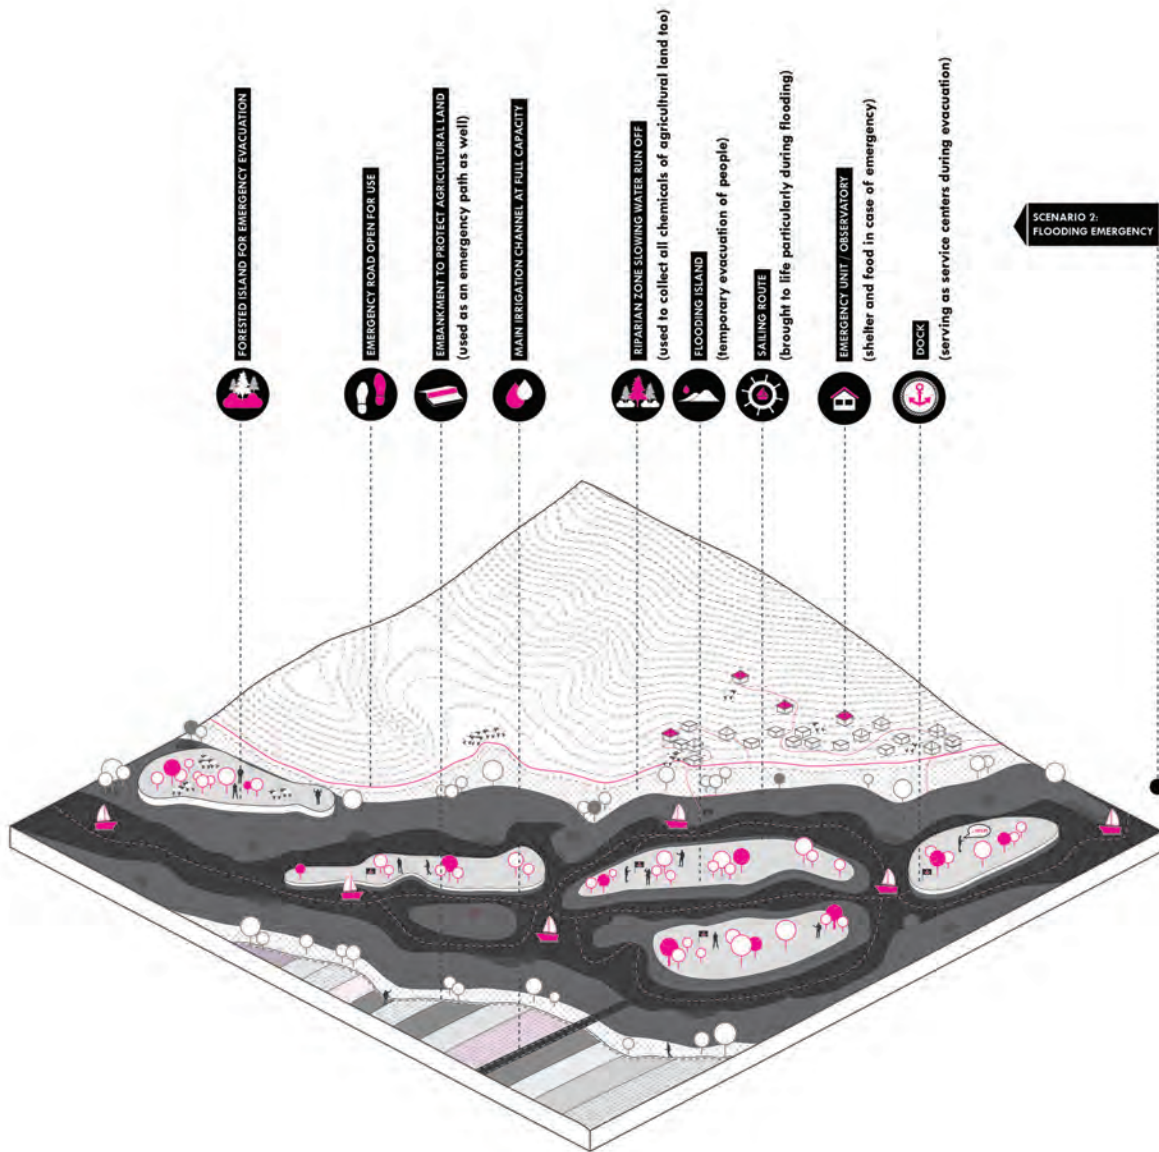 FORESTED ISLAND FOR EMERGENCY EVACUATION
EMERGENCY ROAD OPEN FOR USE
EMBANKMENT TO PROTECT AGRICULTURAL LAND
(used as an emergency path as well)
MAIN IRRIGATION CHANNEL AT FULL CAPACITY
RIPARIAN ZONE SLOWING WATER RUN OFF
(used to collect all chemicals of agricultural land too)
FLOODING ISLAND
(temporary evacuation of people)
SAILING ROUTE
(brought to life particularly during flooding)
EMERGENCY UNIT / OBSERVATORY
(shelter and food in case of emergency)
DOCK
(serving as service centers during evacuation)
SCENARIO 2:
FLOODING EMERGENCY